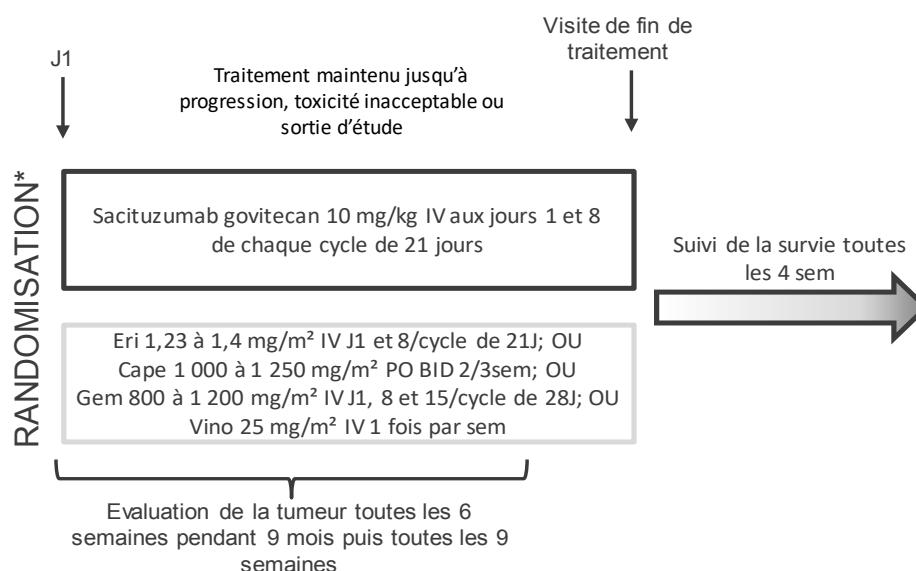 J1
Visite de fin de
traitement
Traitement maintenu jusqu'à
progression, toxicité inacceptable ou
sortie d'étude
RANDOMISATION*
Sacituzumab govitecan 10 mg/kg IV aux jours 1 et 8
de chaque cycle de 21 jours
Suivi de la survie toutes
les 4 sem
Eri 1,23 à 1,4 mg/m² IV J1 et 8/cycle de 21J; OU
Cape 1 000 à 1 250 mg/m² PO BID 2/3sem; OU
Gem 800 à 1 200 mg/m² IV J1, 8 et 15/cycle de 28J; OU
Vino 25 mg/m² IV 1 fois par sem
Evaluation de la tumeur toutes les 6
semaines pendant 9 mois puis toutes les 9
semaines